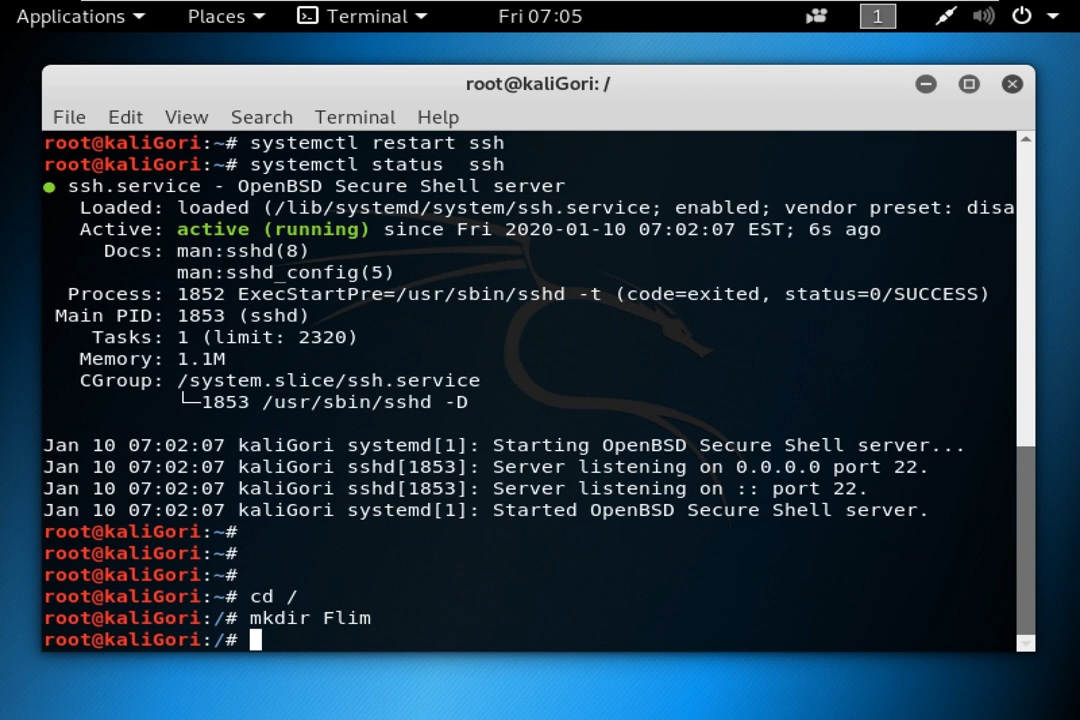 Applications Places Terminal Fri 07:05 1
root@kaliGori: /
File Edit View Search Terminal Help
root@kaliGori:~# systemctl restart ssh
root@kaliGori:~# systemctl status  ssh
● ssh.service - OpenBSD Secure Shell server
   Loaded: loaded (/lib/systemd/system/ssh.service; enabled; vendor preset: disa
   Active: active (running) since Fri 2020-01-10 07:02:07 EST; 6s ago
     Docs: man:sshd(8)
           man:sshd_config(5)
  Process: 1852 ExecStartPre=/usr/sbin/sshd -t (code=exited, status=0/SUCCESS)
 Main PID: 1853 (sshd)
    Tasks: 1 (limit: 2320)
   Memory: 1.1M
   CGroup: /system.slice/ssh.service
           └─1853 /usr/sbin/sshd -D
Jan 10 07:02:07 kaliGori systemd[1]: Starting OpenBSD Secure Shell server...
Jan 10 07:02:07 kaliGori sshd[1853]: Server listening on 0.0.0.0 port 22.
Jan 10 07:02:07 kaliGori sshd[1853]: Server listening on :: port 22.
Jan 10 07:02:07 kaliGori systemd[1]: Started OpenBSD Secure Shell server.
root@kaliGori:~#
root@kaliGori:~#
root@kaliGori:~#
root@kaliGori:~# cd /
root@kaliGori:/# mkdir Flim
root@kaliGori:/#